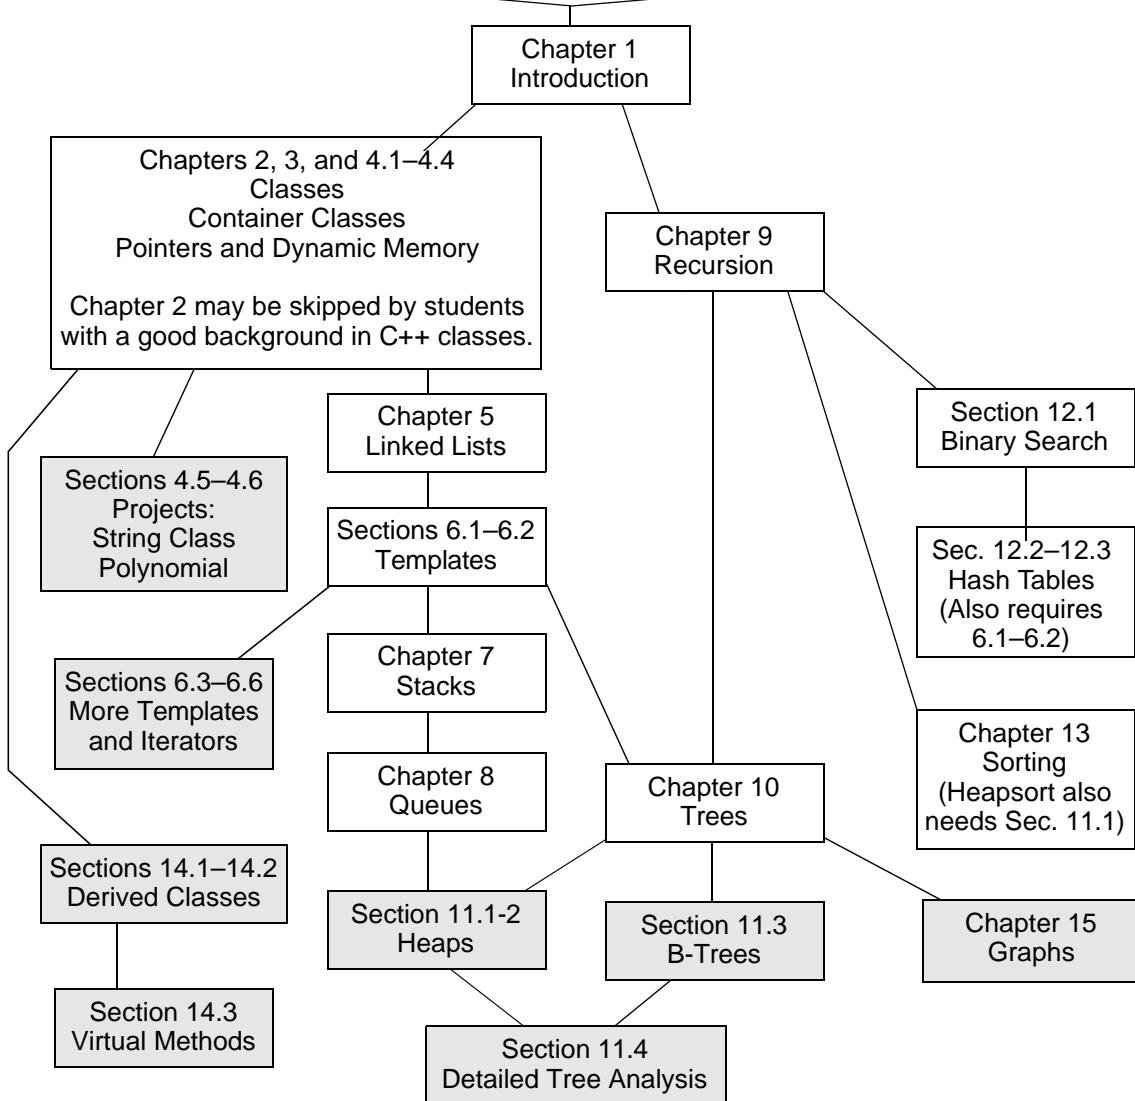 Chapter 1
Introduction
Chapters 2, 3, and 4.1–4.4
Classes
Container Classes
Pointers and Dynamic Memory
Chapter 2 may be skipped by students
with a good background in C++ classes.
Chapter 9
Recursion
Chapter 5
Linked Lists
Section 12.1
Binary Search
Sections 4.5–4.6
Projects:
String Class
Polynomial
Sections 6.1–6.2
Templates
Sec. 12.2–12.3
Hash Tables
(Also requires
6.1–6.2)
Chapter 7
Stacks
Sections 6.3–6.6
More Templates
and Iterators
Chapter 13
Sorting
(Heapsort also
needs Sec. 11.1)
Chapter 8
Queues
Chapter 10
Trees
Sections 14.1–14.2
Derived Classes
Section 11.1-2
Heaps
Section 11.3
B-Trees
Chapter 15
Graphs
Section 14.3
Virtual Methods
Section 11.4
Detailed Tree Analysis